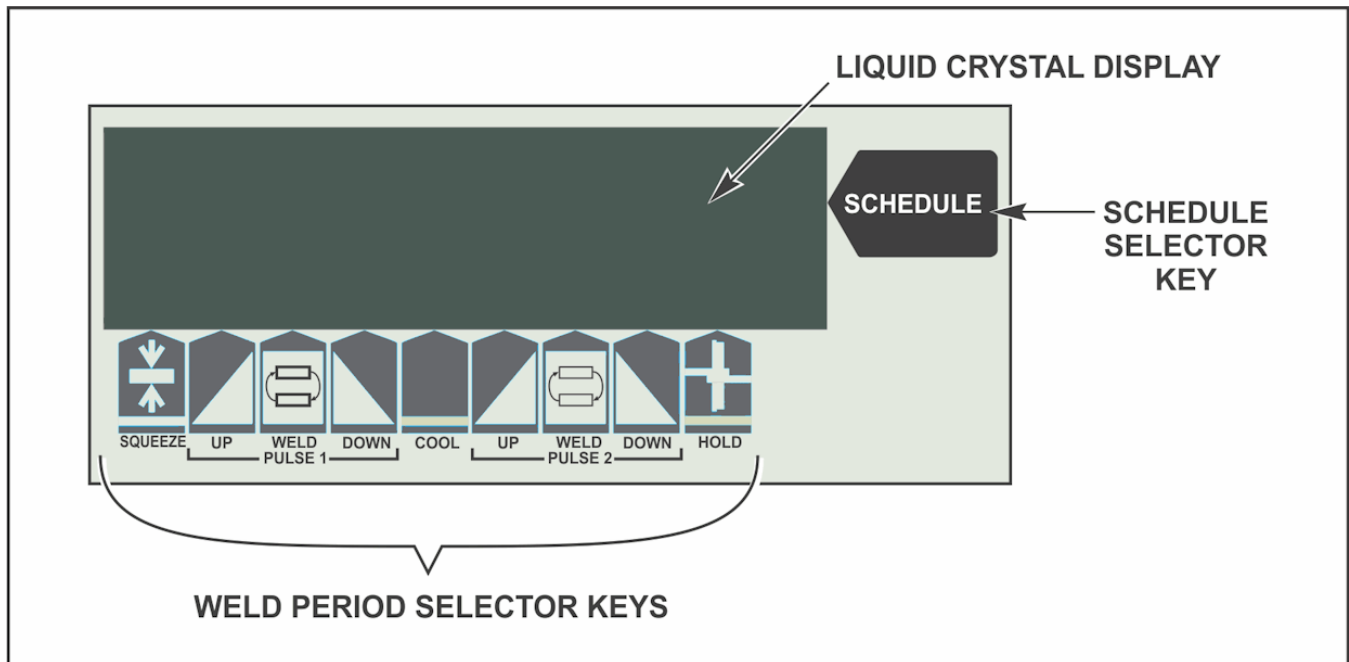 LIQUID CRYSTAL DISPLAY
SCHEDULE
SCHEDULE
SELECTOR
KEY
SQUEEZE UP WELD DOWN COOL UP WELD DOWN HOLD
PULSE 1 PULSE 2
WELD PERIOD SELECTOR KEYS